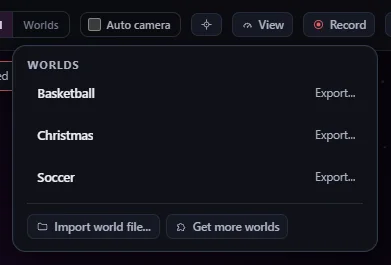 Worlds
Auto camera
View
Record
ed
WORLDS
Basketball Export...
Christmas Export...
Soccer Export...
Import world file...
Get more worlds